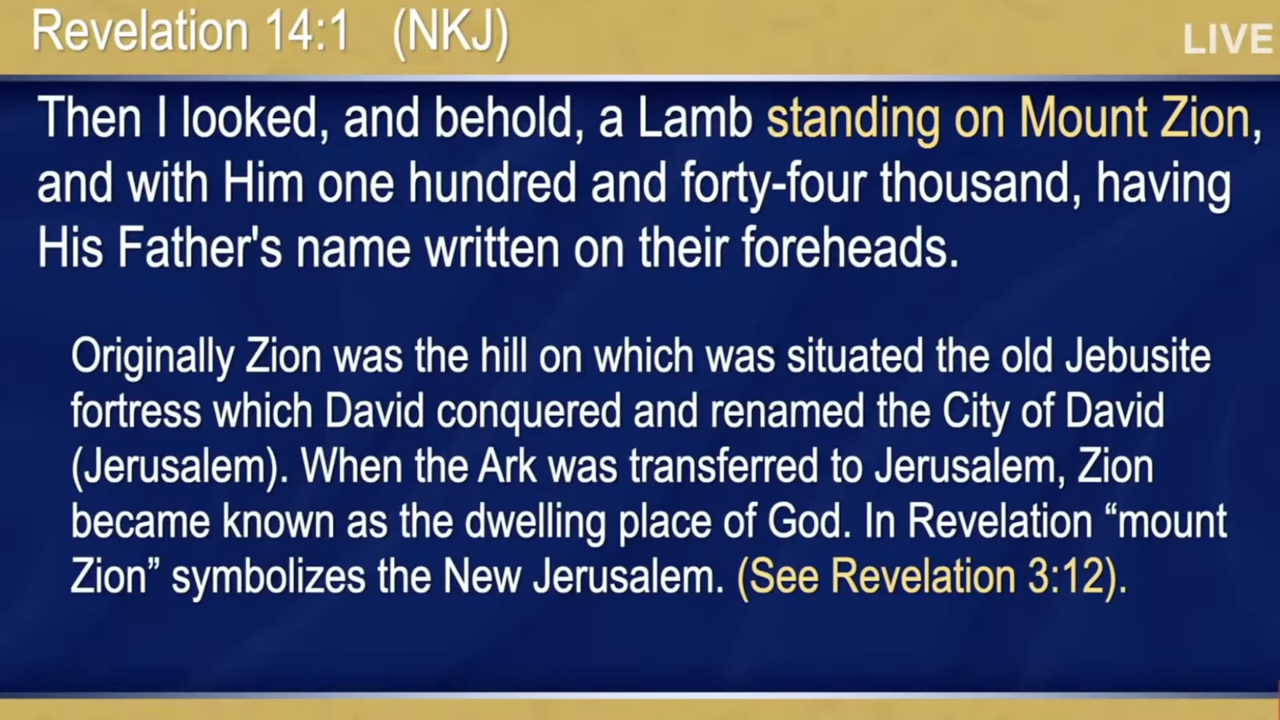 Revelation 14:1 (NKJ)
LIVE
Then I looked, and behold, a Lamb standing on Mount Zion,
and with Him one hundred and forty-four thousand, having
His Father's name written on their foreheads.
Originally Zion was the hill on which was situated the old Jebusite
fortress which David conquered and renamed the City of David
(Jerusalem). When the Ark was transferred to Jerusalem, Zion
became known as the dwelling place of God. In Revelation “mount
Zion” symbolizes the New Jerusalem. (See Revelation 3:12).